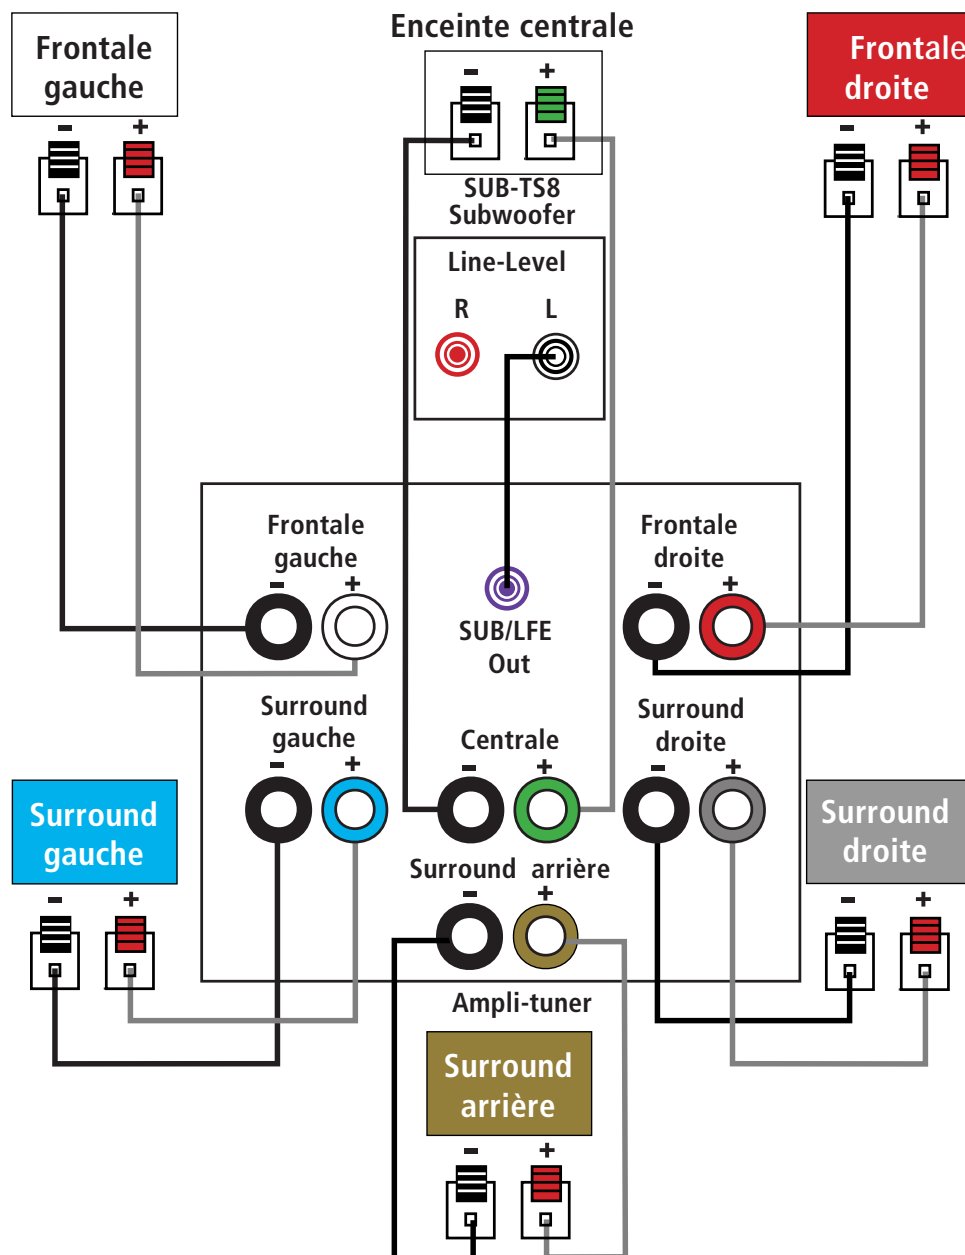 Enceinte centrale
Frontale
gauche
- +
- +
Frontale
droite
- +
SUB-TS8
Subwoofer
Line-Level
R L
Frontale
gauche
- +
Frontale
droite
- +
SUB/LFE
Out
Surround
gauche
- +
Centrale
- +
Surround
droite
- +
Surround
gauche
- +
Surround
droite
- +
Surround arrière
- +
Ampli-tuner
Surround
arrière
- +